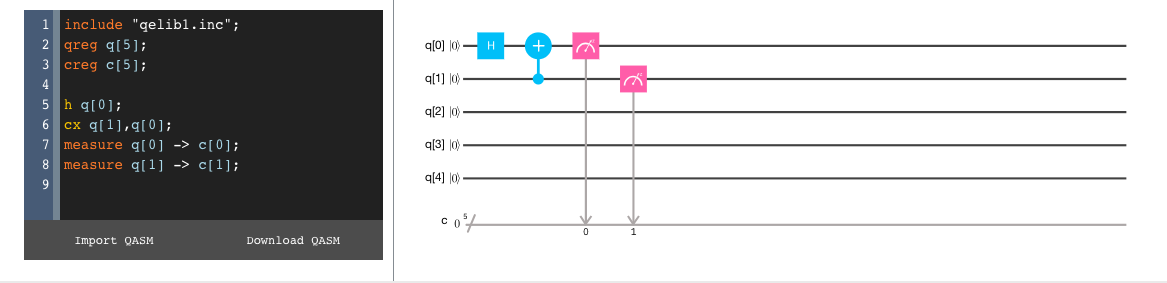 1 include "qelib1.inc";
2 qreg q[5];
3 creg c[5];
4
5 h q[0];
6 cx q[1],q[0];
7 measure q[0] -> c[0];
8 measure q[1] -> c[1];
9
Import QASM Download QASM
q[0] |0⟩ H +
q[1] |0⟩
q[2] |0⟩
q[3] |0⟩
q[4] |0⟩
c 0 5
0 1